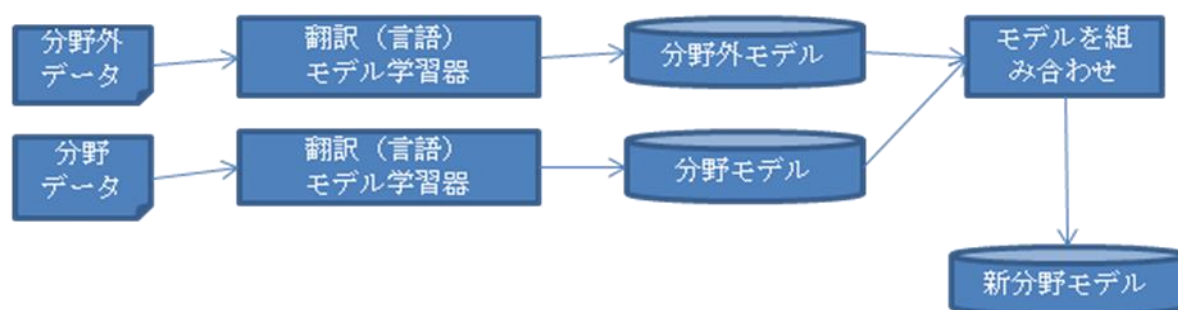 分野外
データ
翻訳（言語）
モデル学習器
分野外モデル
モデルを組
み合わせ
分野
データ
翻訳（言語）
モデル学習器
分野モデル
新分野モデル